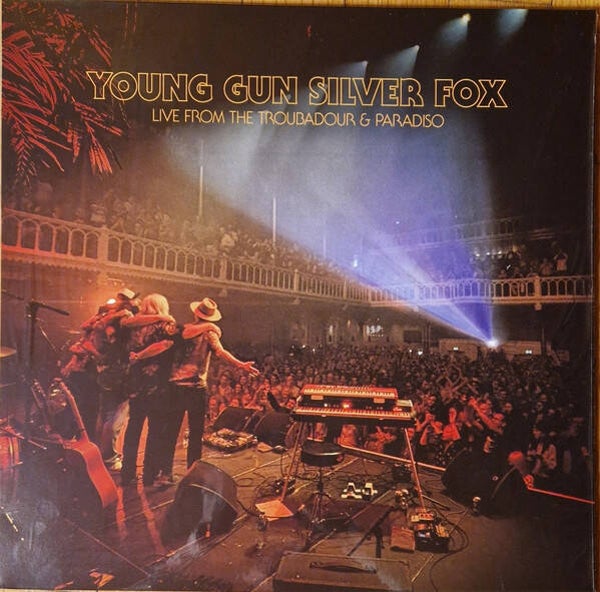 YOUNG GUN SILVER FOX
LIVE FROM THE TROUBADOUR & PARADISO